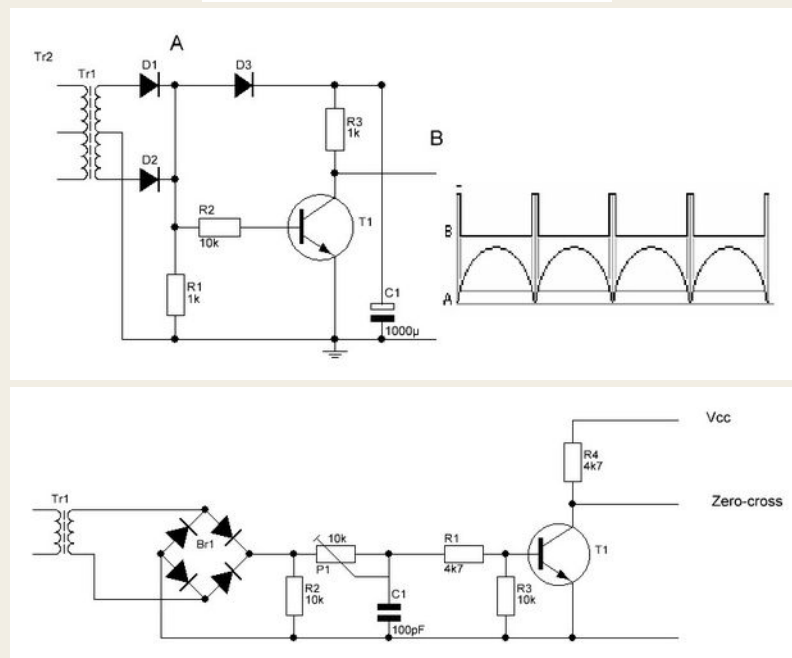 A
Tr2
D1
D3
Tr1
R3
1k
B
D2
R2
10k
T1
R1
1k
C1
1000µ
B
A
Vcc
R4
4k7
Zero-cross
Tr1
Br1
10k
P1
R1
4k7
T1
R2
10k
C1
100pF
R3
10k